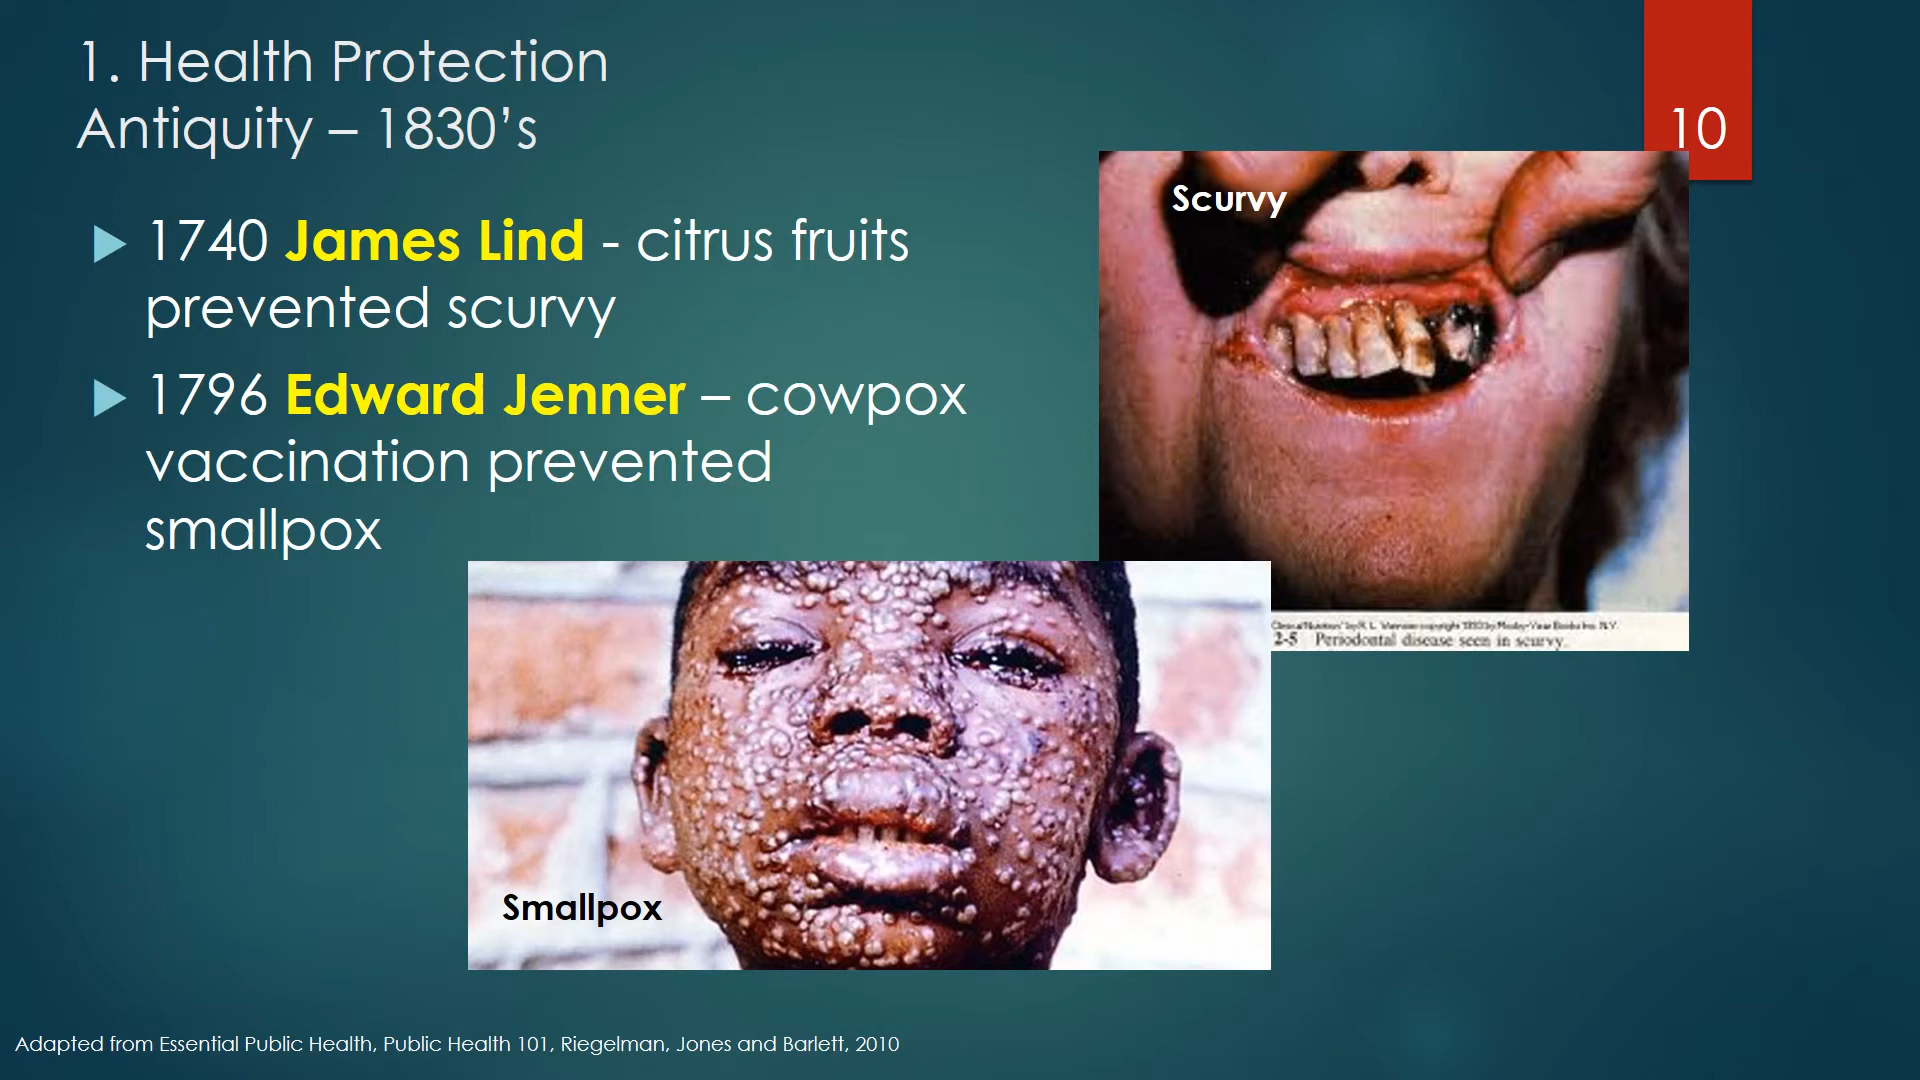 1. Health Protection
Antiquity – 1830’s
10
1740 James Lind - citrus fruits
prevented scurvy
1796 Edward Jenner – cowpox
vaccination prevented
smallpox
Scurvy
2-5 Periodontal disease seen in scurvy.
Smallpox
Adapted from Essential Public Health, Public Health 101, Riegelman, Jones and Barlett, 2010